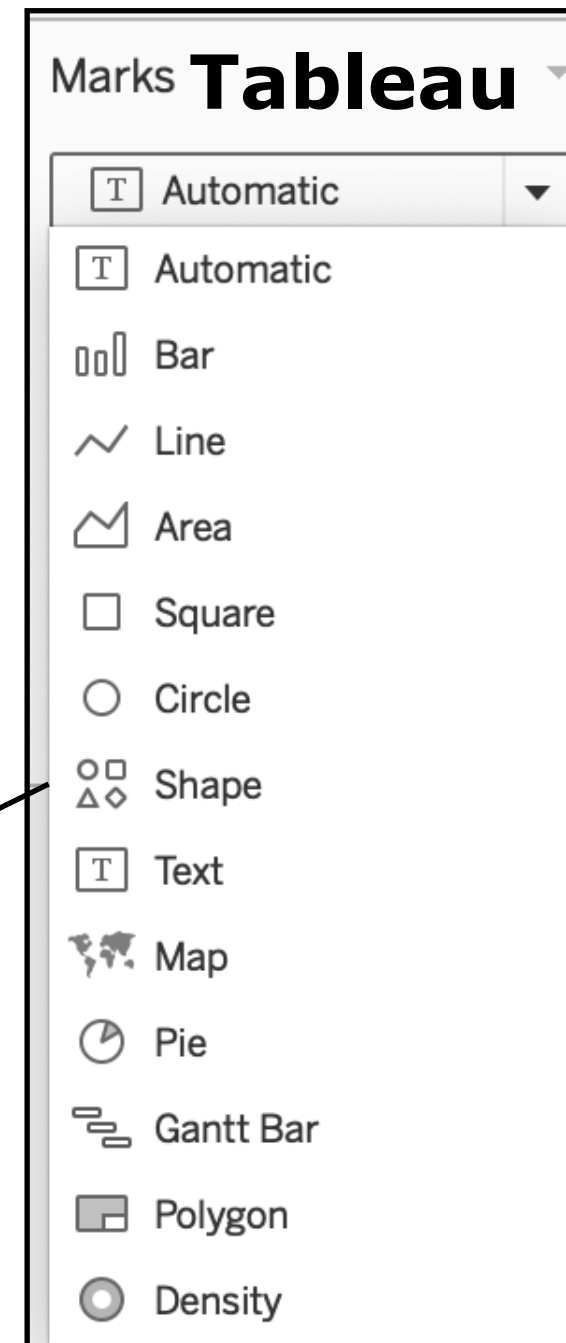 Marks Tableau
T Automatic
T Automatic
Bar
Line
Area
Square
Circle
Shape
T Text
Map
Pie
Gantt Bar
Polygon
Density